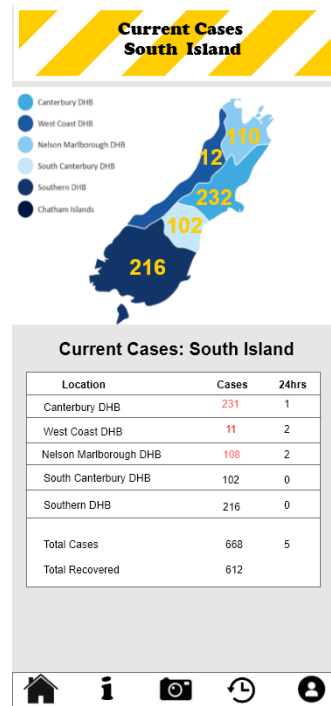 Current Cases
South Island
Canterbury DHB
West Coast DHB
Nelson Marlborough DHB
South Canterbury DHB
Southern DHB
Chatham Islands
110
12
232
102
216
Current Cases: South Island
Location Cases 24hrs
Canterbury DHB 231 1
West Coast DHB 11 2
Nelson Marlborough DHB 108 2
South Canterbury DHB 102 0
Southern DHB 216 0
Total Cases 668 5
Total Recovered 612